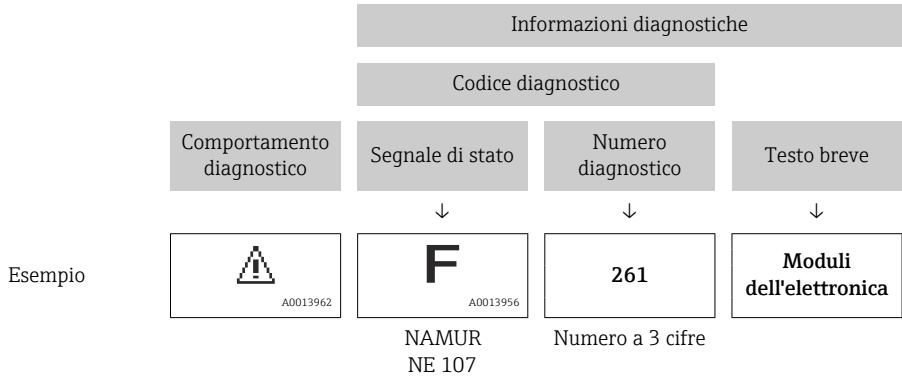 Informazioni diagnostiche
Codice diagnostico
Comportamento
diagnostico
Segnale di stato
Numero
diagnostico
Testo breve
↓
↓
↓
Esempio
A0013962
F
A0013956
261
Moduli
dell'elettronica
NAMUR
NE 107
Numero a 3 cifre